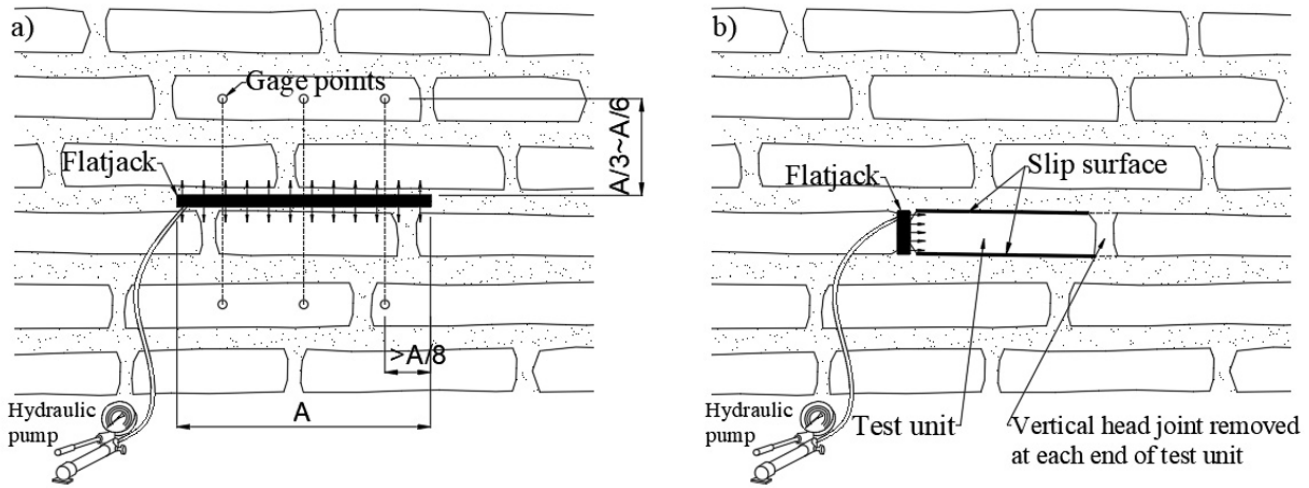 a)
Gage points
A/3~A/6
Flatjack
>A/8
A
Hydraulic
pump
b)
Slip surface
Flatjack
Test unit
Vertical head joint removed
at each end of test unit
Hydraulic
pump